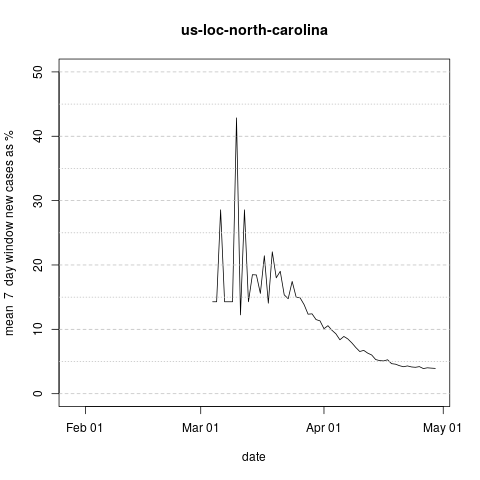 us-loc-north-carolina
mean 7 day window new cases as %
50
40
30
20
10
0
Feb 01
Mar 01
Apr 01
May 01
date